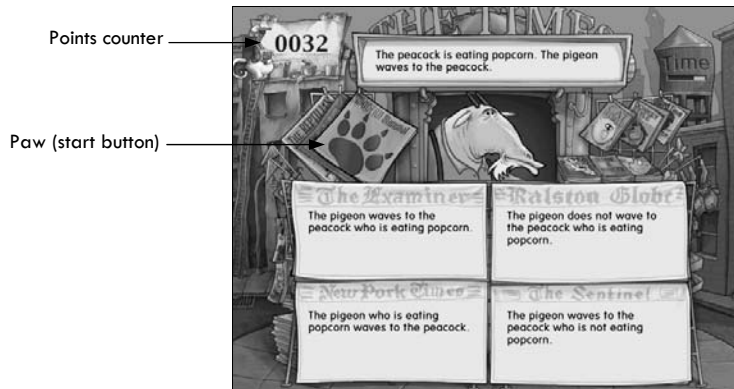 Points counter
0032
THE TIMES
The peacock is eating popcorn. The pigeon
waves to the peacock.
Time
Paw (start button)
The Examiner
The pigeon waves to the
peacock who is eating popcorn.
Ralston Globe
The pigeon does not wave to
the peacock who is eating
popcorn.
New Pork Times
The pigeon who is eating
popcorn waves to the peacock.
The Sentinel
The pigeon waves to the
peacock who is not eating
popcorn.